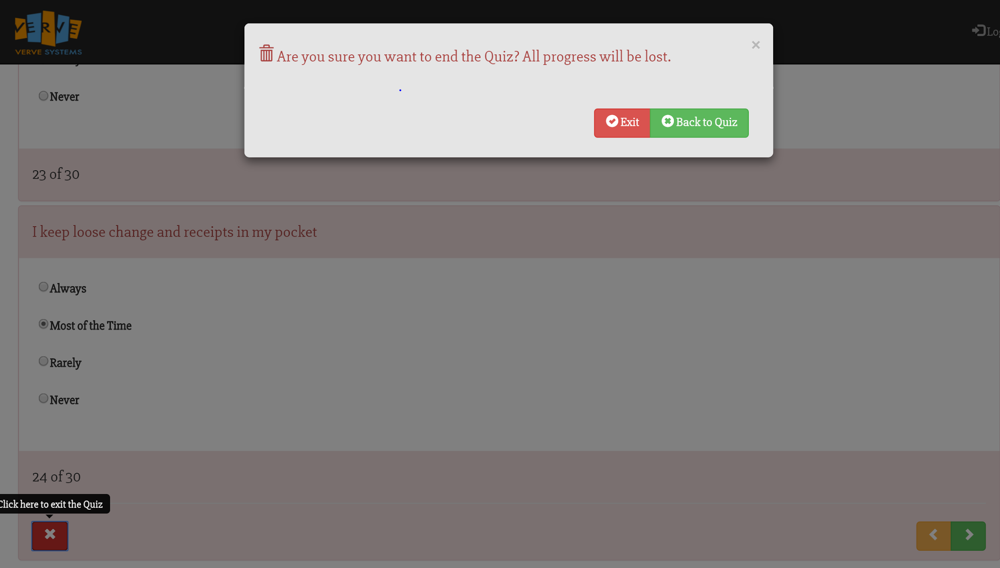 VERVE
VERVE SYSTEMS
Are you sure you want to end the Quiz? All progress will be lost.
Exit
Back to Quiz
Never
23 of 30
I keep loose change and receipts in my pocket
Always
Most of the Time
Rarely
Never
24 of 30
Click here to exit the Quiz